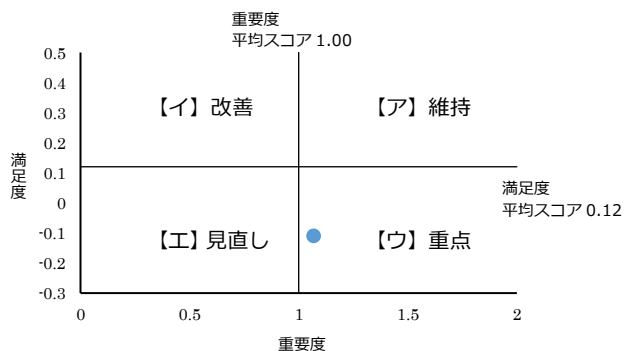 重要度
平均スコア 1.00
0.5
0.4
0.3
0.2
0.1
0
-0.1
-0.2
-0.3
満足度
【イ】改善
【ア】維持
【エ】見直し
【ウ】重点
満足度
平均スコア 0.12
0
0.5
1
1.5
2
重要度